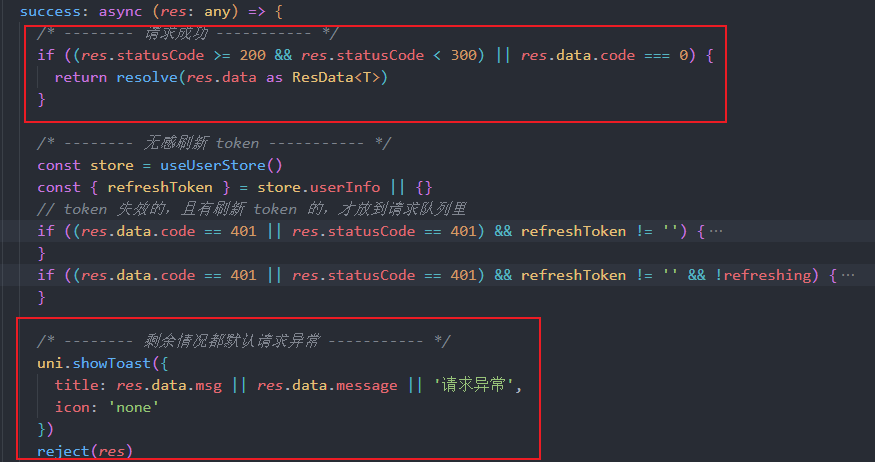 success: async (res: any) => {
/* -------- 请求成功 ----------- */
if ((res.statusCode >= 200 && res.statusCode < 300) || res.data.code === 0) {
return resolve(res.data as ResData<T>)
}
/* -------- 无感刷新 token ----------- */
const store = useUserStore()
const { refreshToken } = store.userInfo || {}
// token 失效的，且有刷新 token 的，才放到请求队列里
if ((res.data.code == 401 || res.statusCode == 401) && refreshToken != '') {···
}
if ((res.data.code == 401 || res.statusCode == 401) && refreshToken != '' && !refreshing) {···
}
/* -------- 剩余情况都默认请求异常 ----------- */
uni.showToast({
title: res.data.msg || res.data.message || '请求异常',
icon: 'none'
})
reject(res)